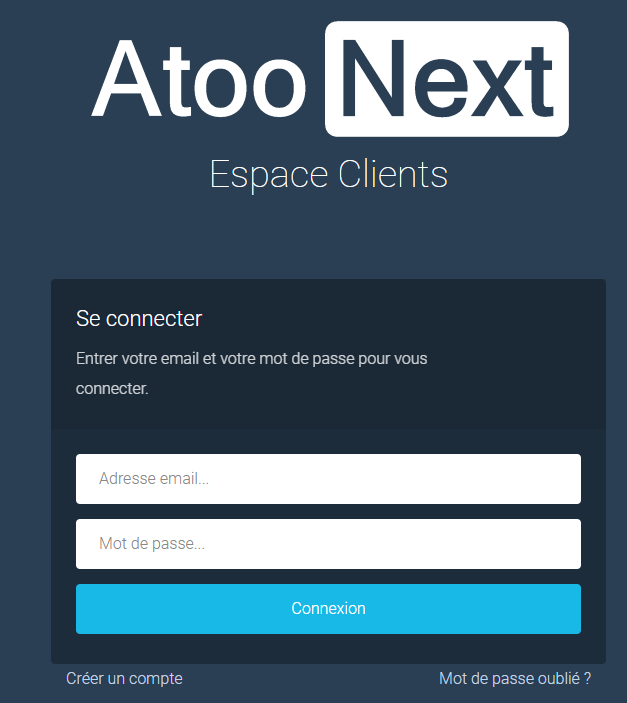 Atoo Next
Espace Clients
Se connecter
Entrer votre email et votre mot de passe pour vous
connecter.
Adresse email...
Mot de passe...
Connexion
Créer un compte
Mot de passe oublié ?